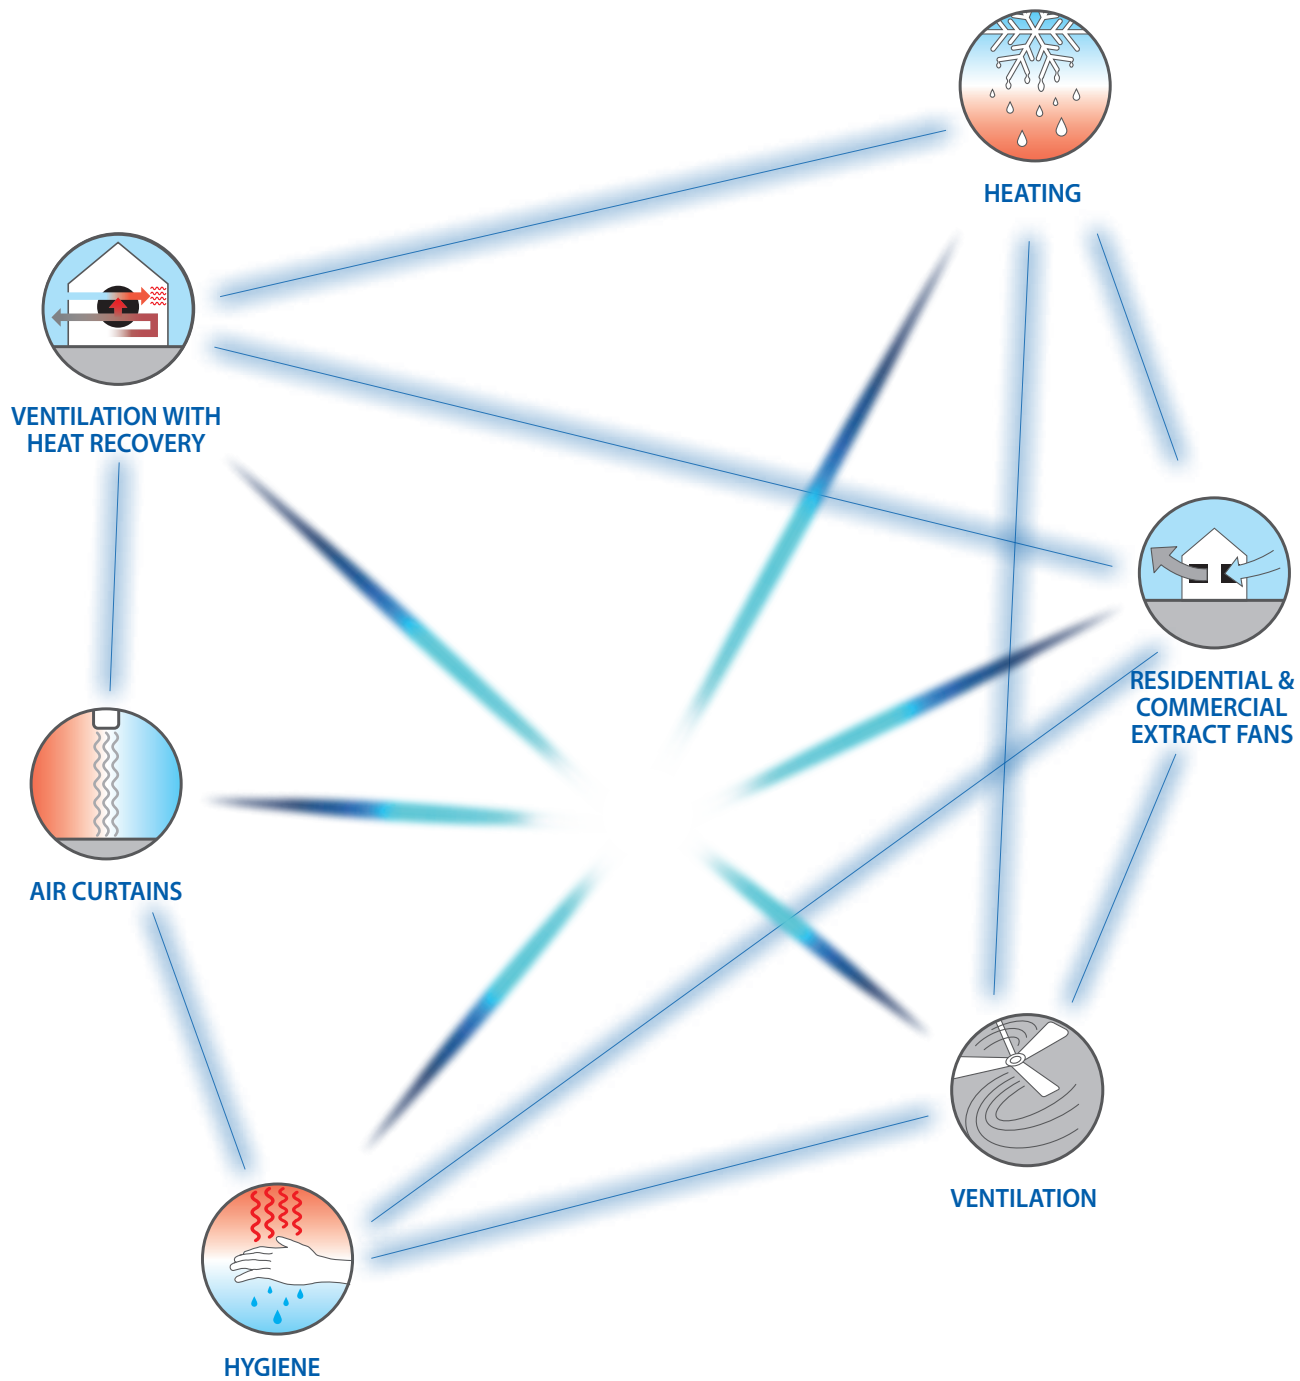 HEATING
VENTILATION WITH
HEAT RECOVERY
RESIDENTIAL &
COMMERCIAL
EXTRACT FANS
AIR CURTAINS
VENTILATION
HYGIENE